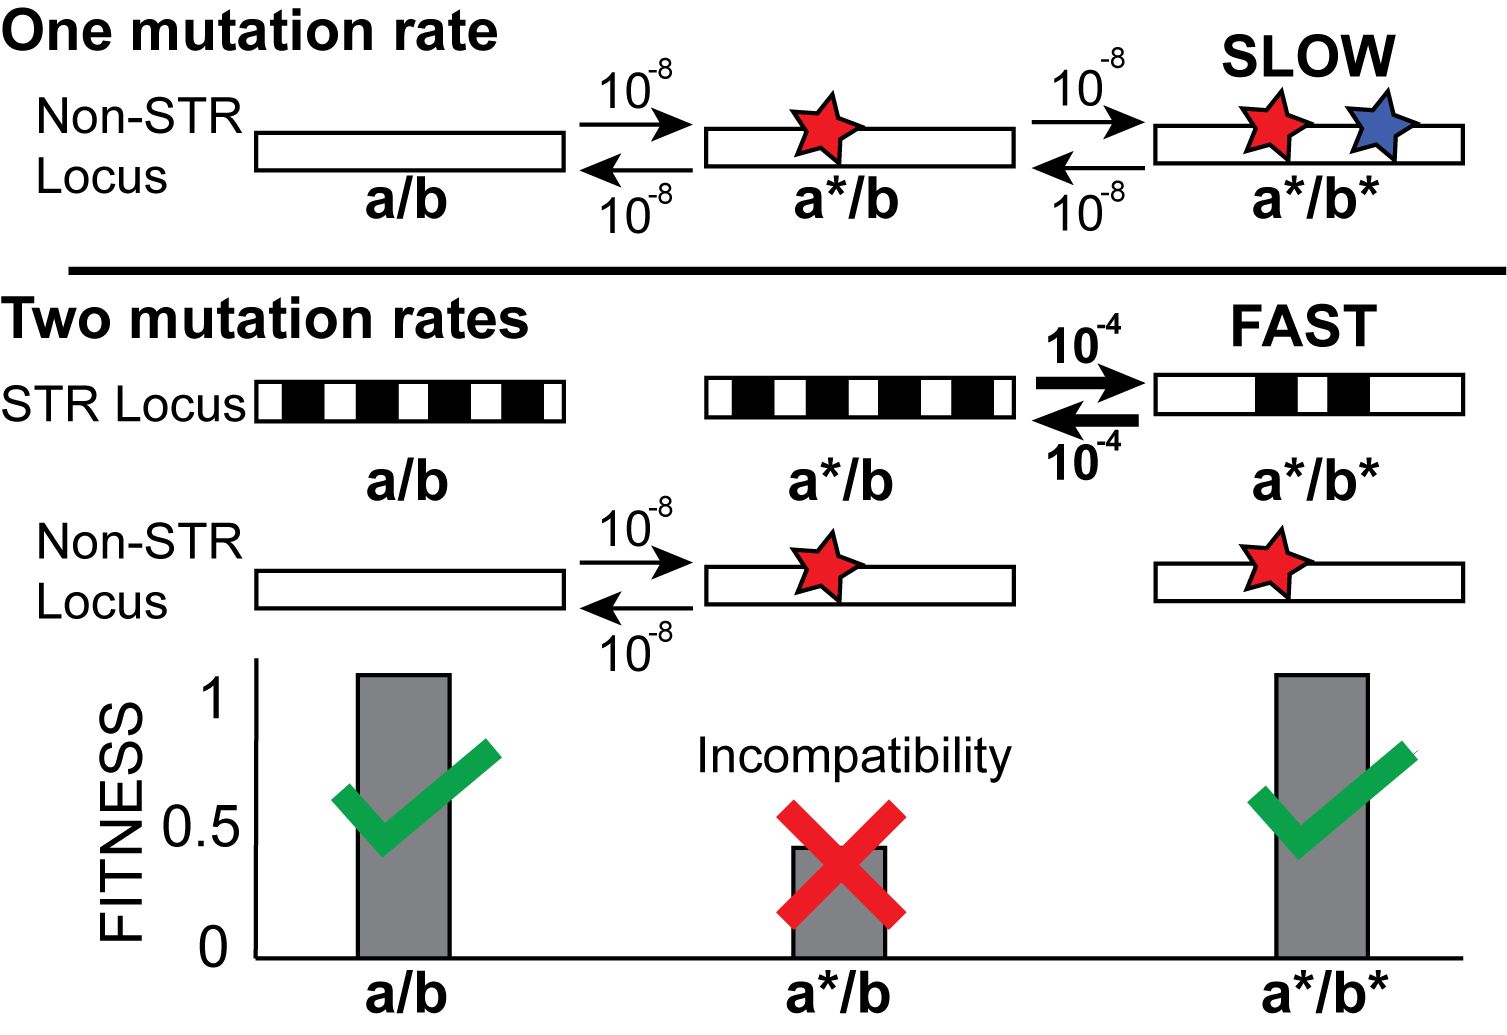 One mutation rate
SLOW
Non-STR
Locus
10-8
10-8
10-8
10-8
a/b
a*/b
a*/b*
Two mutation rates
FAST
STR Locus
10-4
10-4
a/b
a*/b
a*/b*
Non-STR
Locus
10-8
10-8
FITNESS
1
0.5
0
Incompatibility
a/b
a*/b
a*/b*